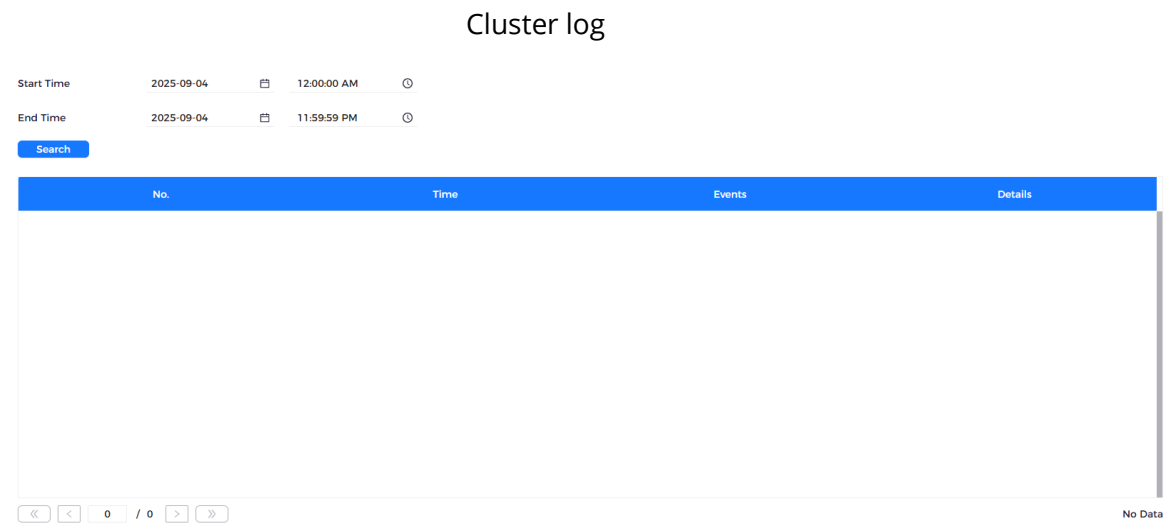 Cluster log
Start Time 2025-09-04 12:00:00 AM
End Time 2025-09-04 11:59:59 PM
Search
No. Time Events Details
0 / 0 No Data